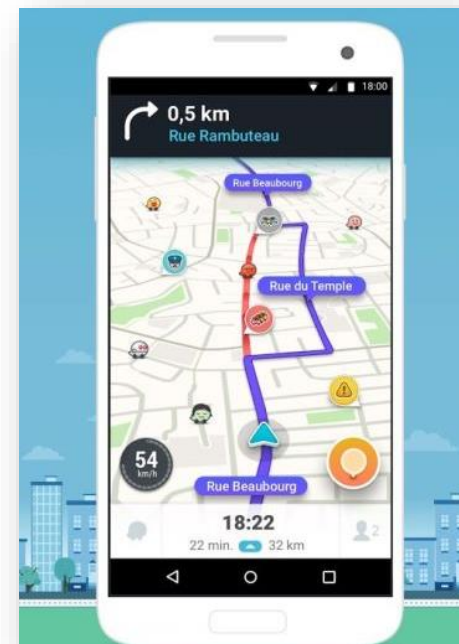 18:00
0,5 km
Rue Rambuteau
Rue Beaubourg
Rue du Temple
54
km/h
Rue Beaubourg
18:22
2
22 min. 32 km